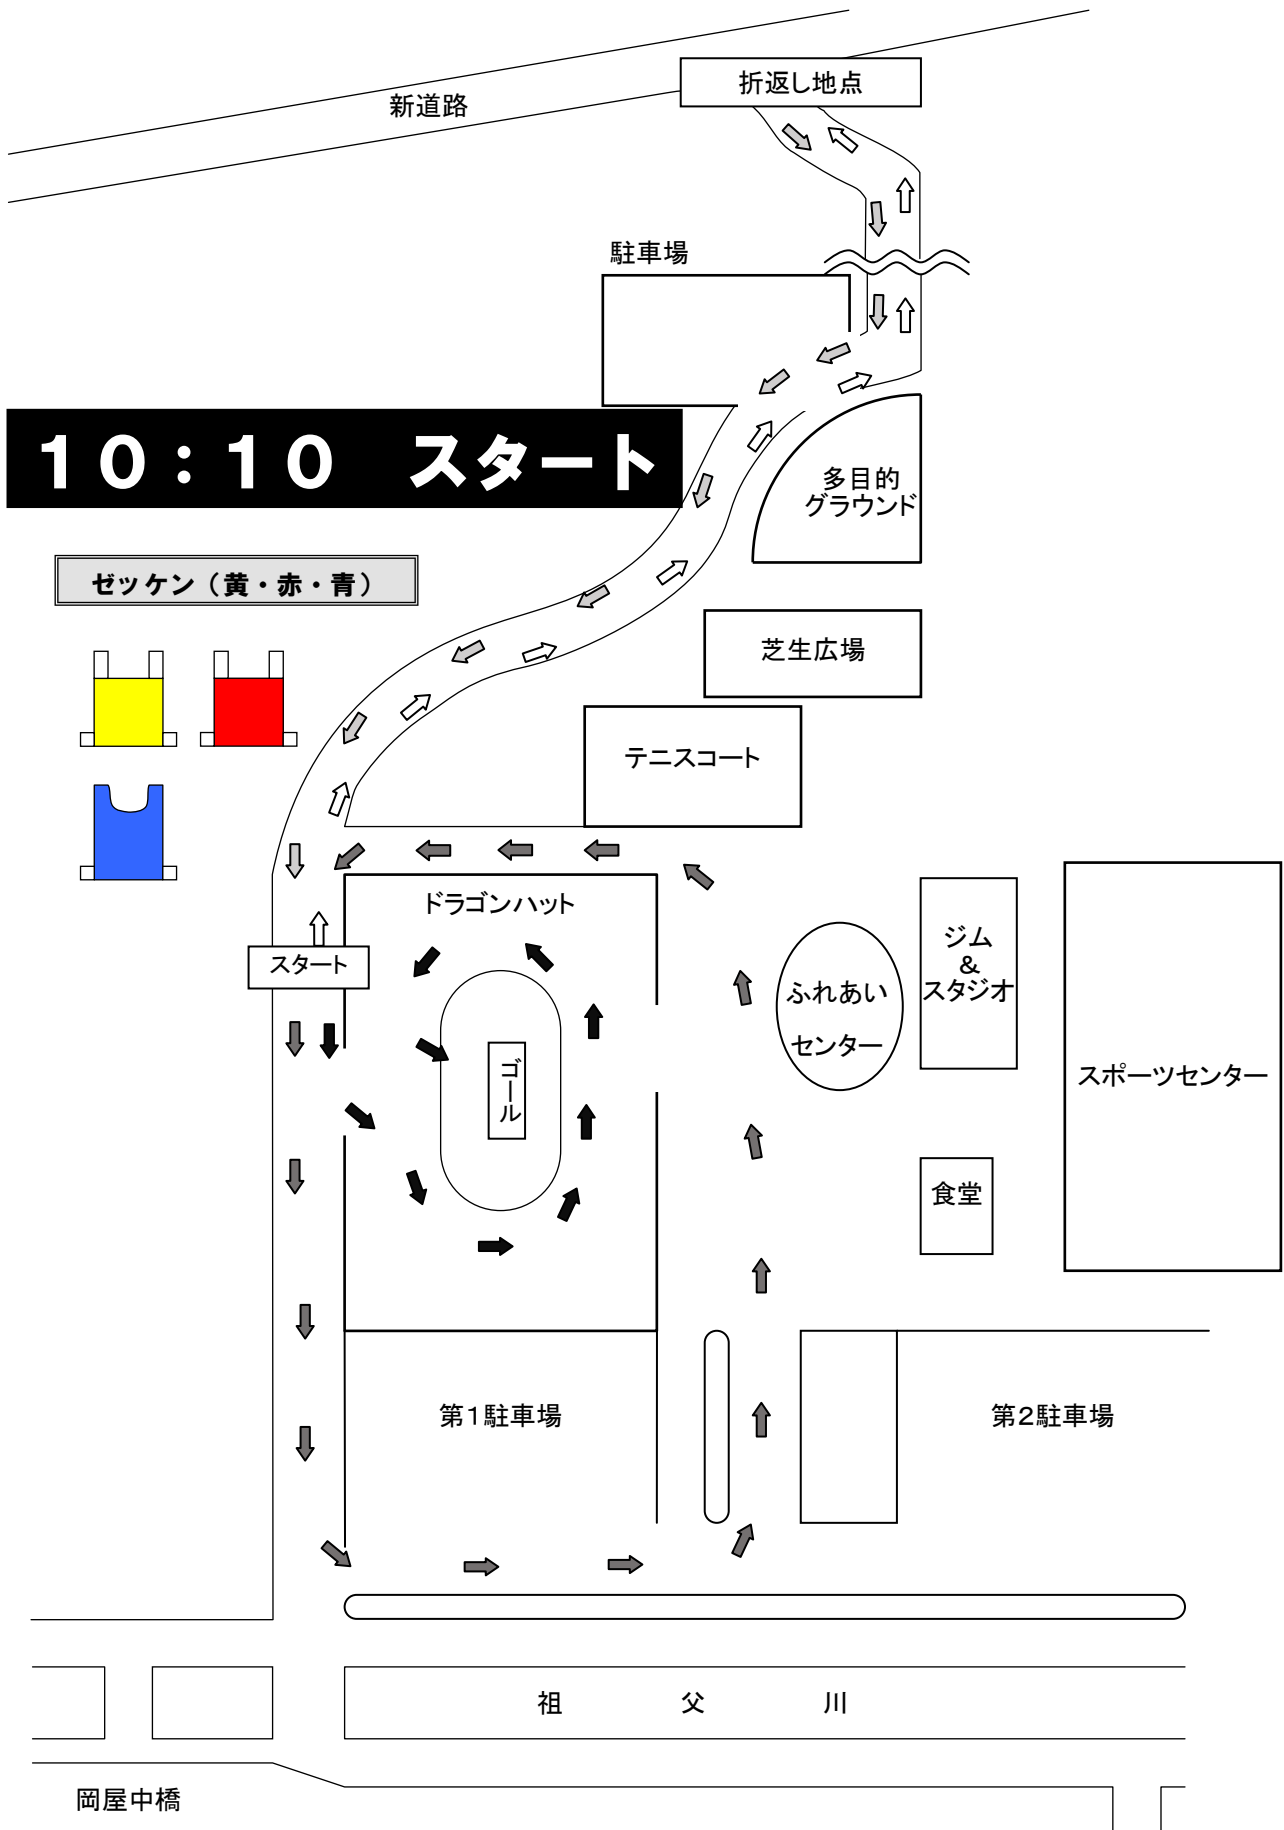 折返し地点
新道路
駐車場
１０：１０　スタート
多目的
グラウンド
ゼッケン（黄・赤・青）
芝生広場
テニスコート
ドラゴンハット
スタート
ジム
&
スタジオ
ふれあい
センター
ゴール
スポーツセンター
食堂
第1駐車場
第2駐車場
祖　父　川
岡屋中橋